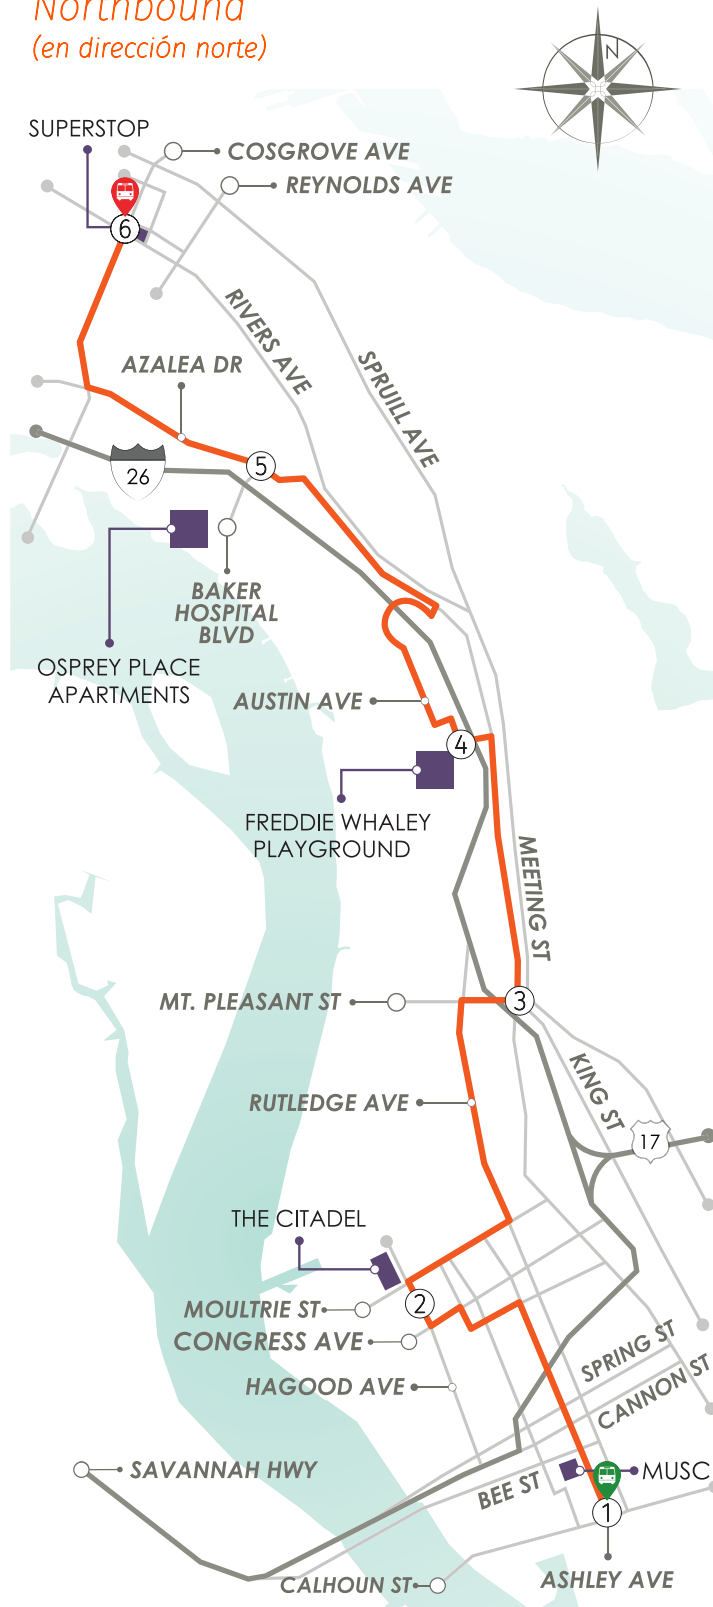 Northbound
(en dirección norte)
N
SUPERSTOP
COSGROVE AVE
REYNOLDS AVE
6
RIVERS AVE
SPRUILL AVE
AZALEA DR
5
26
BAKER
HOSPITAL
BLVD
OSPREY PLACE
APARTMENTS
AUSTIN AVE
4
FREDDIE WHALEY
PLAYGROUND
MEETING ST
MT. PLEASANT ST
3
KING ST
RUTLEDGE AVE
17
THE CITADEL
2
MOULTRIE ST
CONGRESS AVE
SPRING ST
HAGOOD AVE
CANNON ST
SAVANNAH HWY
BEE ST
MUSC
1
CALHOUN ST
ASHLEY AVE